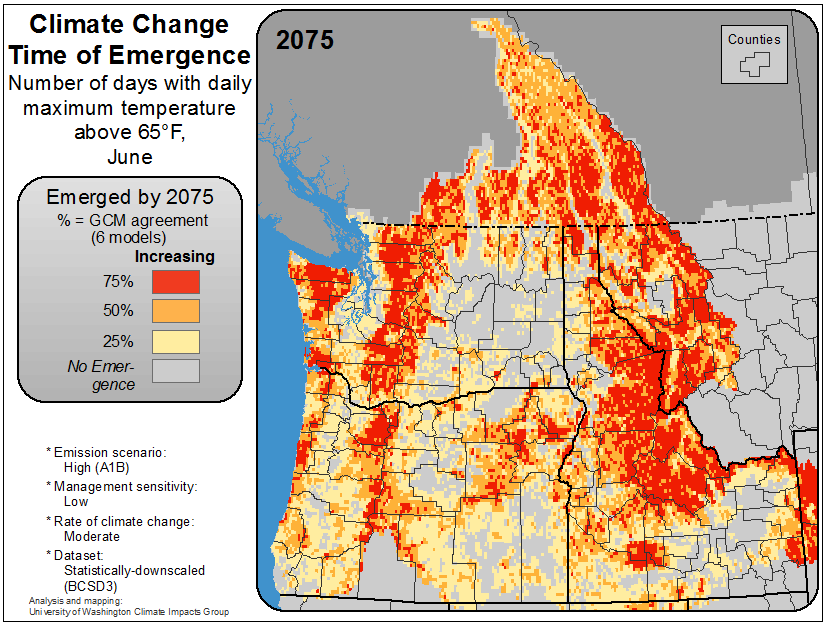 Climate Change
Time of Emergence
Number of days with daily
maximum temperature
above 65°F,
June
Emerged by 2075
% = GCM agreement
(6 models)
Increasing
75%
50%
25%
No Emer-
gence
* Emission scenario:
High (A1B)
* Management sensitivity:
Low
* Rate of climate change:
Moderate
* Dataset:
Statistically-downscaled
(BCSD3)
Analysis and mapping:
University of Washington Climate Impacts Group
2075
Counties